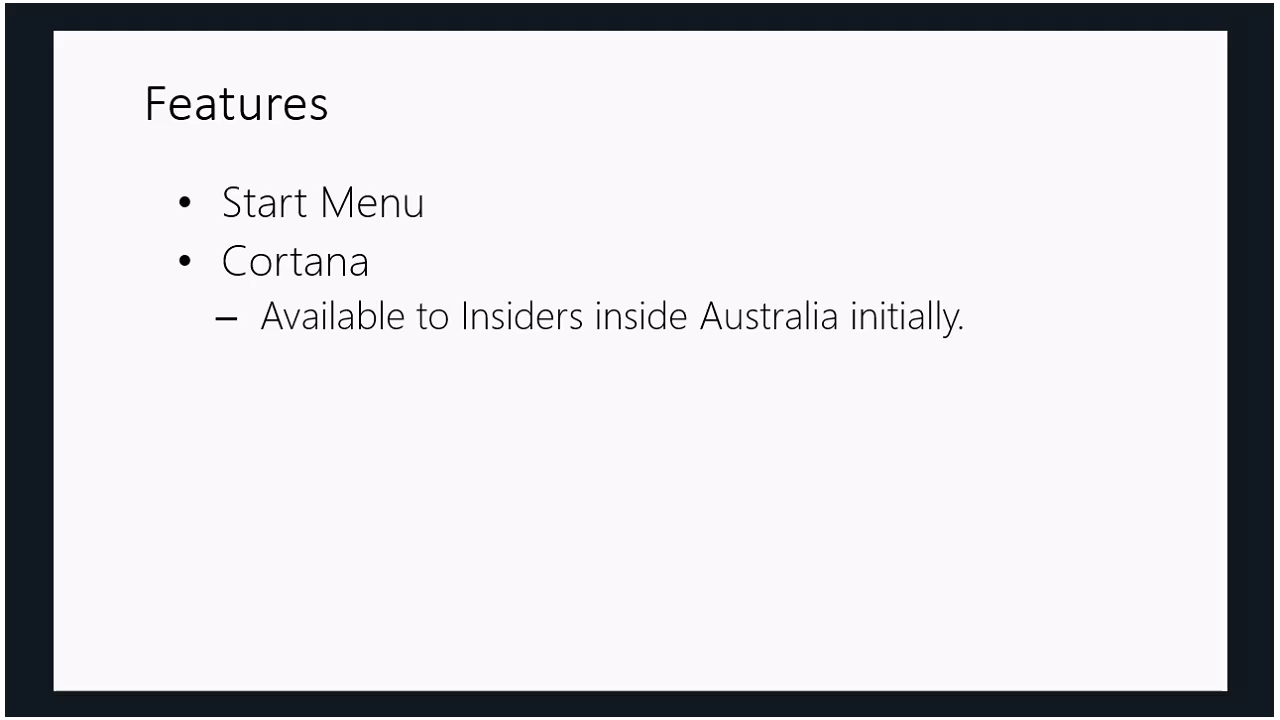 Features
• Start Menu
• Cortana
– Available to Insiders inside Australia initially.